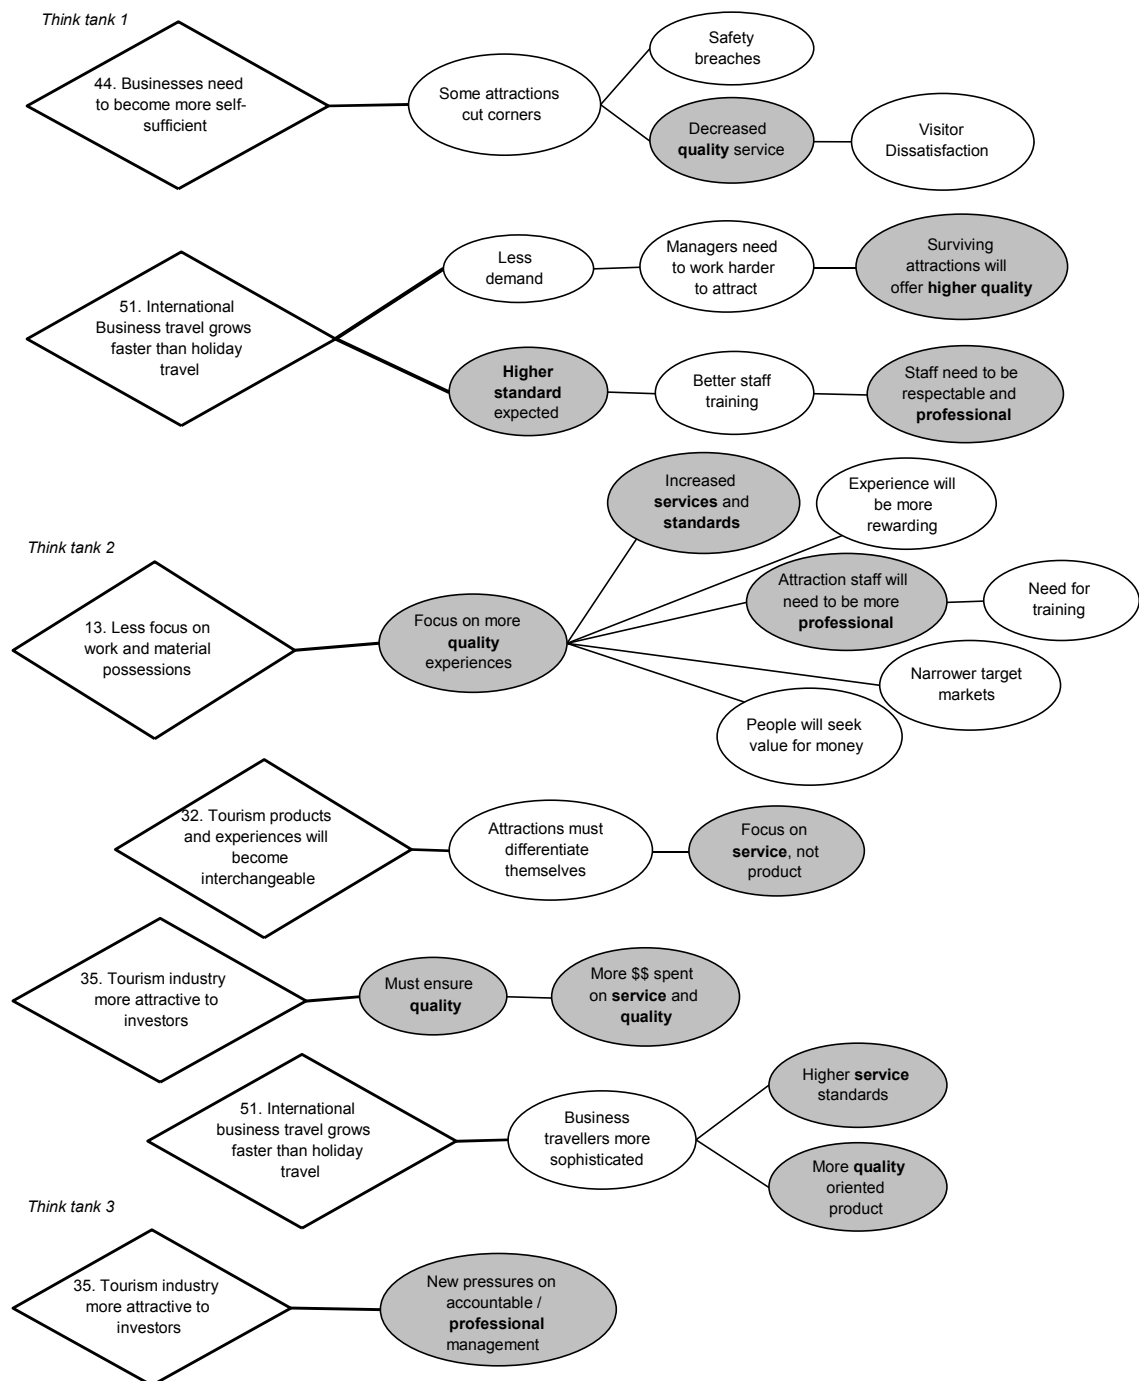 Think tank 1
44. Businesses need
to become more self-
sufficient
Some attractions
cut corners
Safety
breaches
Decreased
quality service
Visitor
Dissatisfaction
51. International
Business travel grows
faster than holiday
travel
Less
demand
Managers need
to work harder
to attract
Surviving
attractions will
offer higher quality
Higher
standard
expected
Better staff
training
Staff need to be
respectable and
professional
Think tank 2
13. Less focus on
work and material
possessions
Focus on more
quality
experiences
Increased
services and
standards
Experience will
be more
rewarding
Attraction staff will
need to be more
professional
Need for
training
Narrower target
markets
People will seek
value for money
32. Tourism products
and experiences will
become
interchangeable
Attractions must
differentiate
themselves
Focus on
service, not
product
35. Tourism industry
more attractive to
investors
Must ensure
quality
More $$ spent
on service and
quality
51. International
business travel grows
faster than holiday
travel
Business
travellers more
sophisticated
Higher service
standards
More quality
oriented
product
Think tank 3
35. Tourism industry
more attractive to
investors
New pressures on
accountable /
professional
management